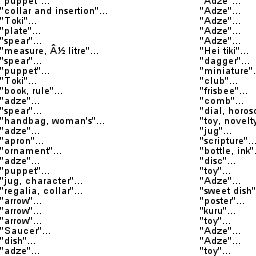 "puppet"... "Adze"...
"collar and insertion"... "Adze"...
"Toki"... "Adze"...
"plate"... "Adze"...
"spear"... "Adze"...
"measure, Â½ litre"... "Hei tiki"...
"spear"... "dagger"...
"puppet"... "miniature".
"Toki"... "club"...
"book, rule"... "frisbee"...
"adze"... "comb"...
"spear"... "dial, horosc
"handbag, woman's"... "toy, novelty
"adze"... "jug"...
"apron"... "scripture"...
"ornament"... "bottle, ink".
"adze"... "disc"...
"puppet"... "toy"...
"jug, character"... "Adze"...
"regalia, collar"... "sweet dish"
"arrow"... "poster"...
"arrow"... "kuru"...
"arrow"... "toy"...
"Saucer"... "Adze"...
"dish"... "Adze"...
"adze"... "toy"...